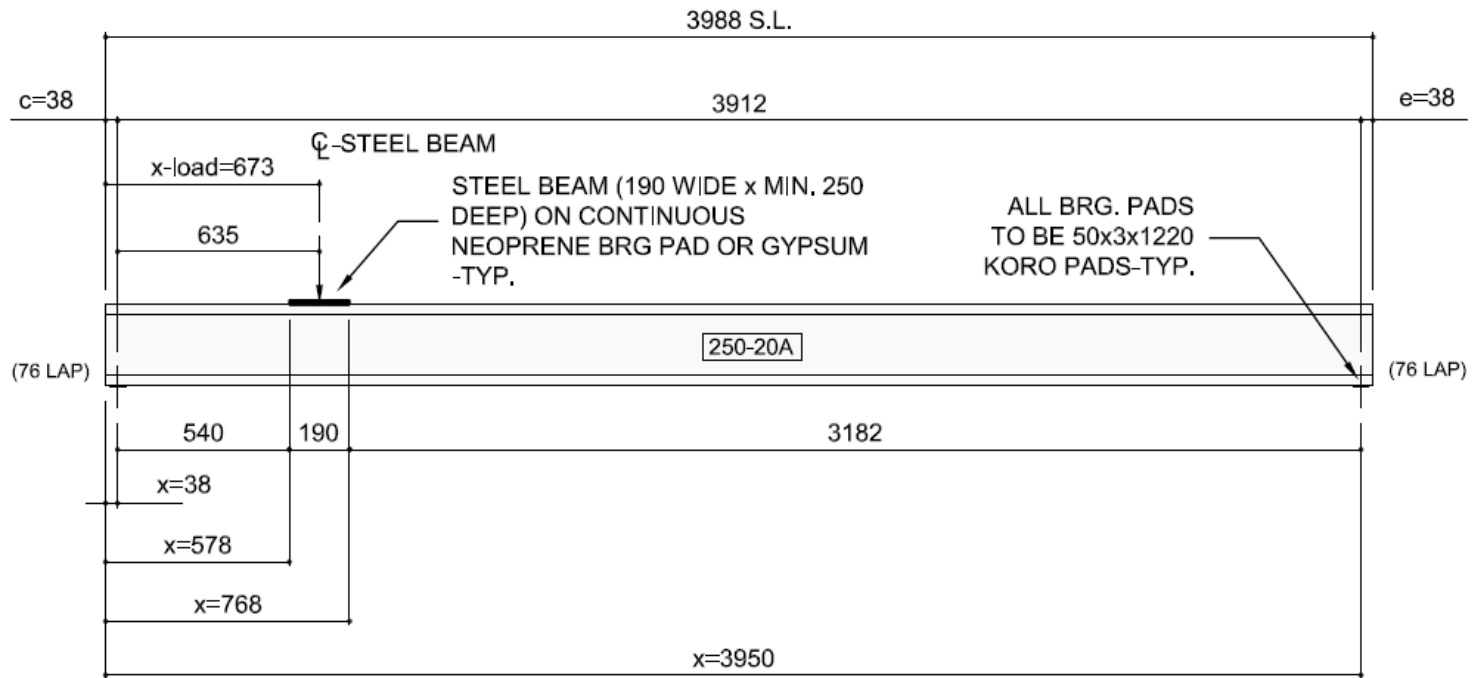 3988 S.L.
c=38
3912
e=38
℄-STEEL BEAM
x-load=673
STEEL BEAM (190 WIDE x MIN. 250
DEEP) ON CONTINUOUS
NEOPRENE BRG PAD OR GYPSUM
-TYP.
ALL BRG. PADS
TO BE 50x3x1220
KORO PADS-TYP.
635
250-20A
(76 LAP)
(76 LAP)
540
190
3182
x=38
x=578
x=768
x=3950